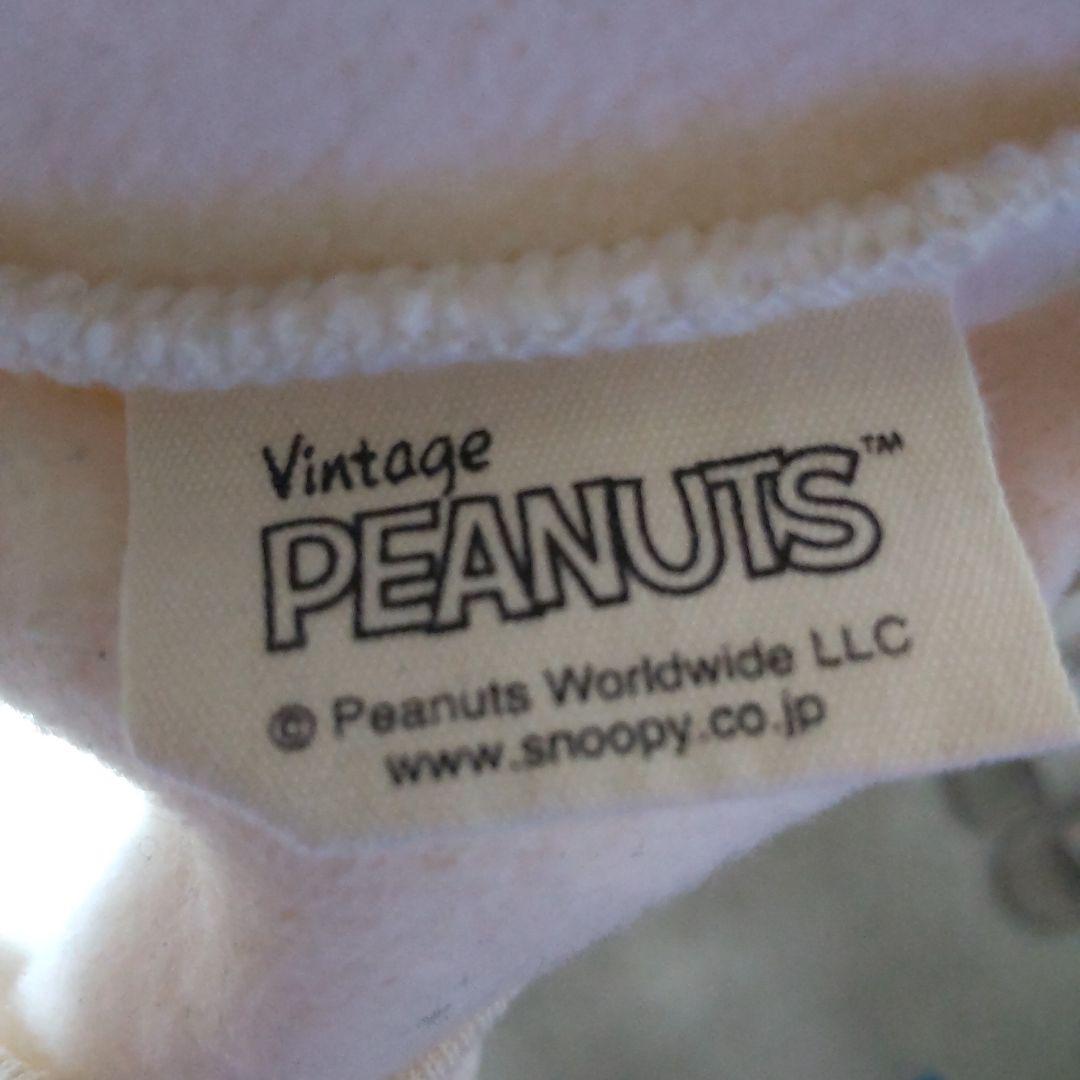 Vintage
PEANUTS™
© Peanuts Worldwide LLC
www.snoopy.co.jp